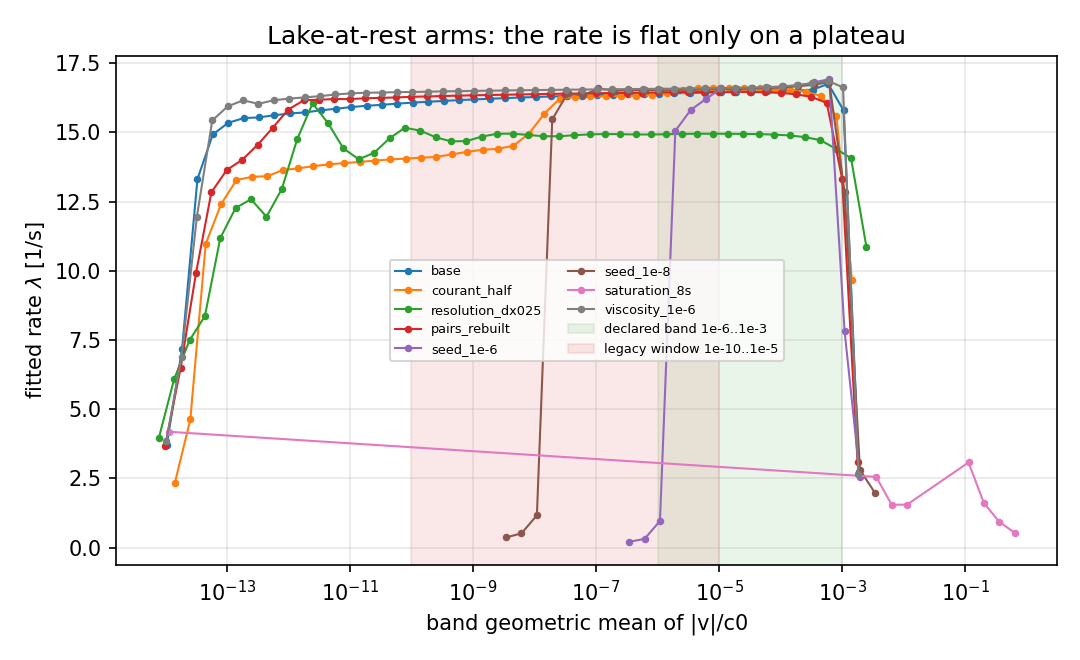 Lake-at-rest arms: the rate is flat only on a plateau
17.5
15.0
12.5
10.0
7.5
5.0
2.5
0.0
fitted rate λ [1/s]
base
courant_half
resolution_dx025
pairs_rebuilt
seed_1e-6
seed_1e-8
saturation_8s
viscosity_1e-6
declared band 1e-6..1e-3
legacy window 1e-10..1e-5
10⁻¹³ 10⁻¹¹ 10⁻⁹ 10⁻⁷ 10⁻⁵ 10⁻³ 10⁻¹
band geometric mean of |v|/c0